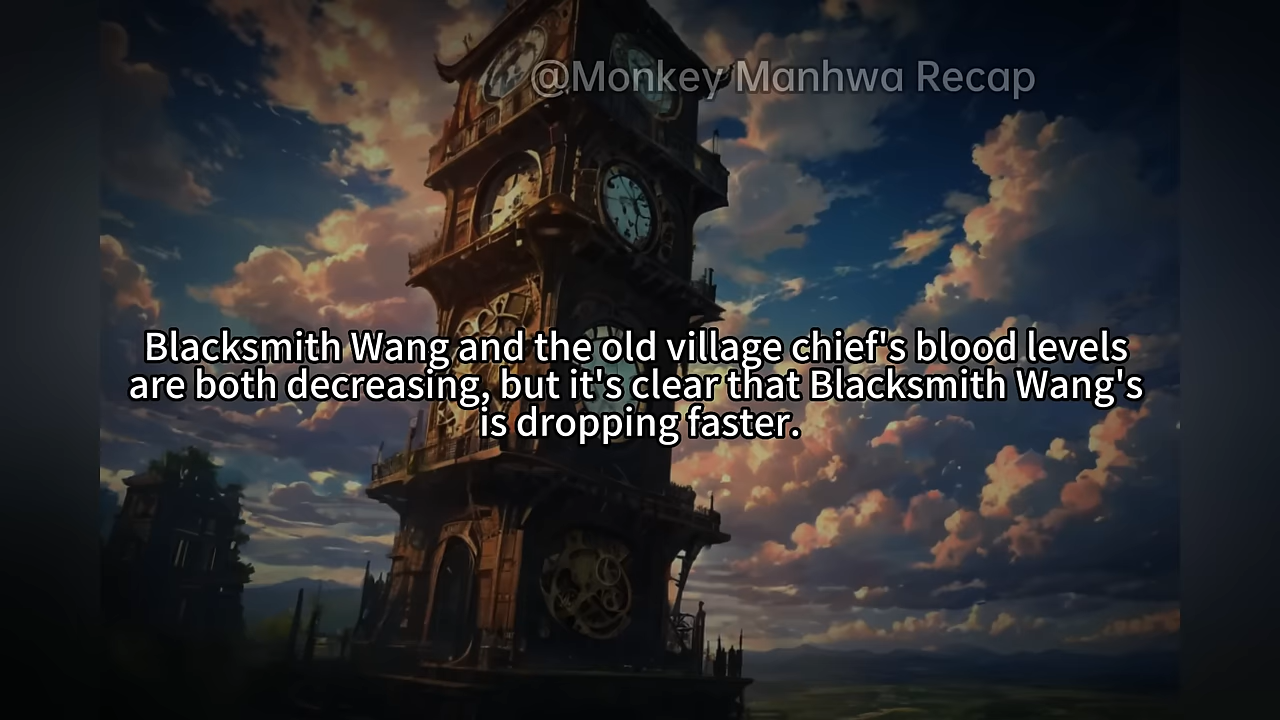 @Monkey Manhwa Recap
Blacksmith Wang and the old village chief's blood levels
are both decreasing, but it's clear that Blacksmith Wang's
is dropping faster.